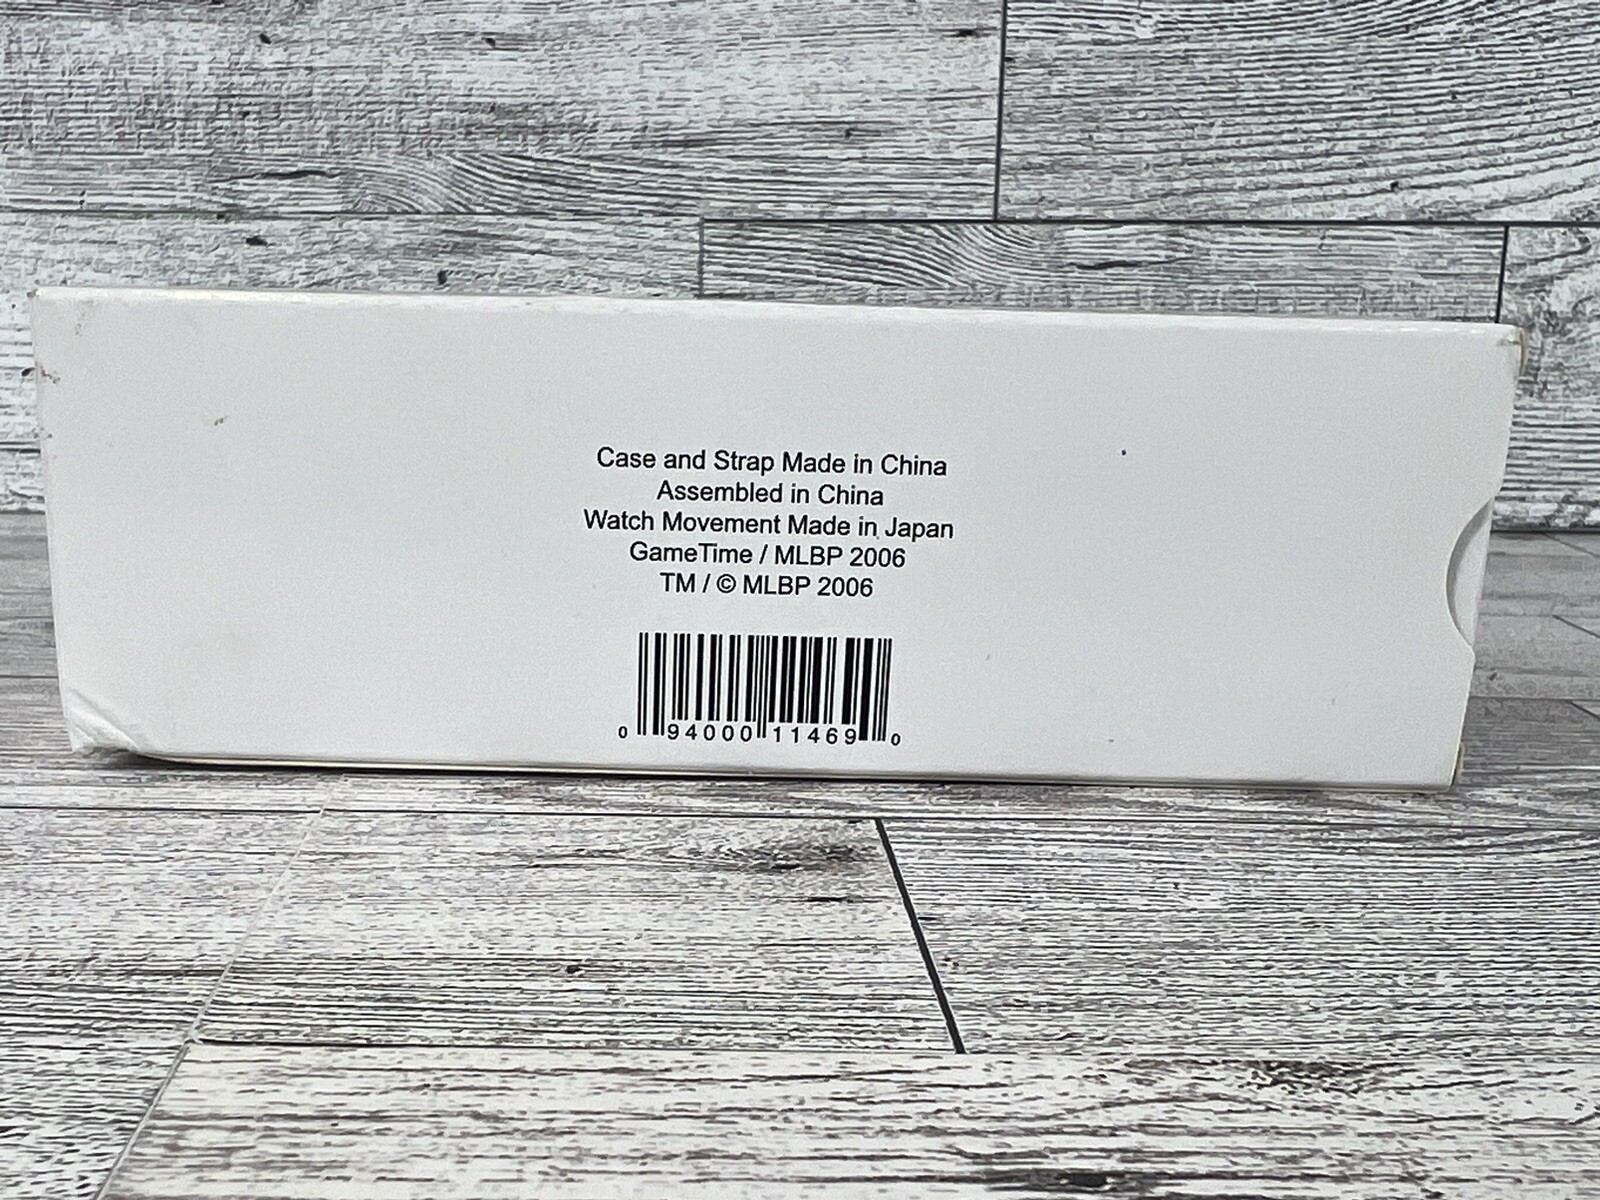 Case and Strap Made in China
Assembled in China
Watch Movement Made in Japan
GameTime / MLBP 2006
TM / © MLBP 2006
0 94000 11469 0